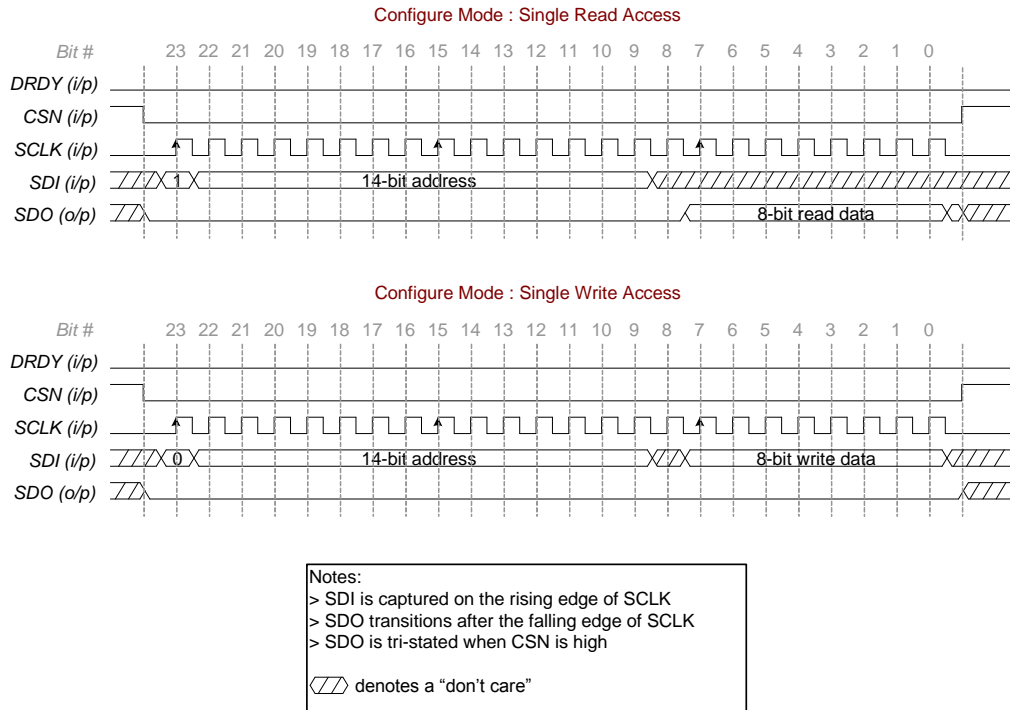 Configure Mode : Single Read Access
Bit # 23 22 21 20 19 18 17 16 15 14 13 12 11 10 9 8 7 6 5 4 3 2 1 0
DRDY (i/p)
CSN (i/p)
SCLK (i/p)
SDI (i/p) 1 14-bit address
SDO (o/p) 8-bit read data
Configure Mode : Single Write Access
Bit # 23 22 21 20 19 18 17 16 15 14 13 12 11 10 9 8 7 6 5 4 3 2 1 0
DRDY (i/p)
CSN (i/p)
SCLK (i/p)
SDI (i/p) 0 14-bit address 8-bit write data
SDO (o/p)
Notes:
> SDI is captured on the rising edge of SCLK
> SDO transitions after the falling edge of SCLK
> SDO is tri-stated when CSN is high
denotes a “don’t care”